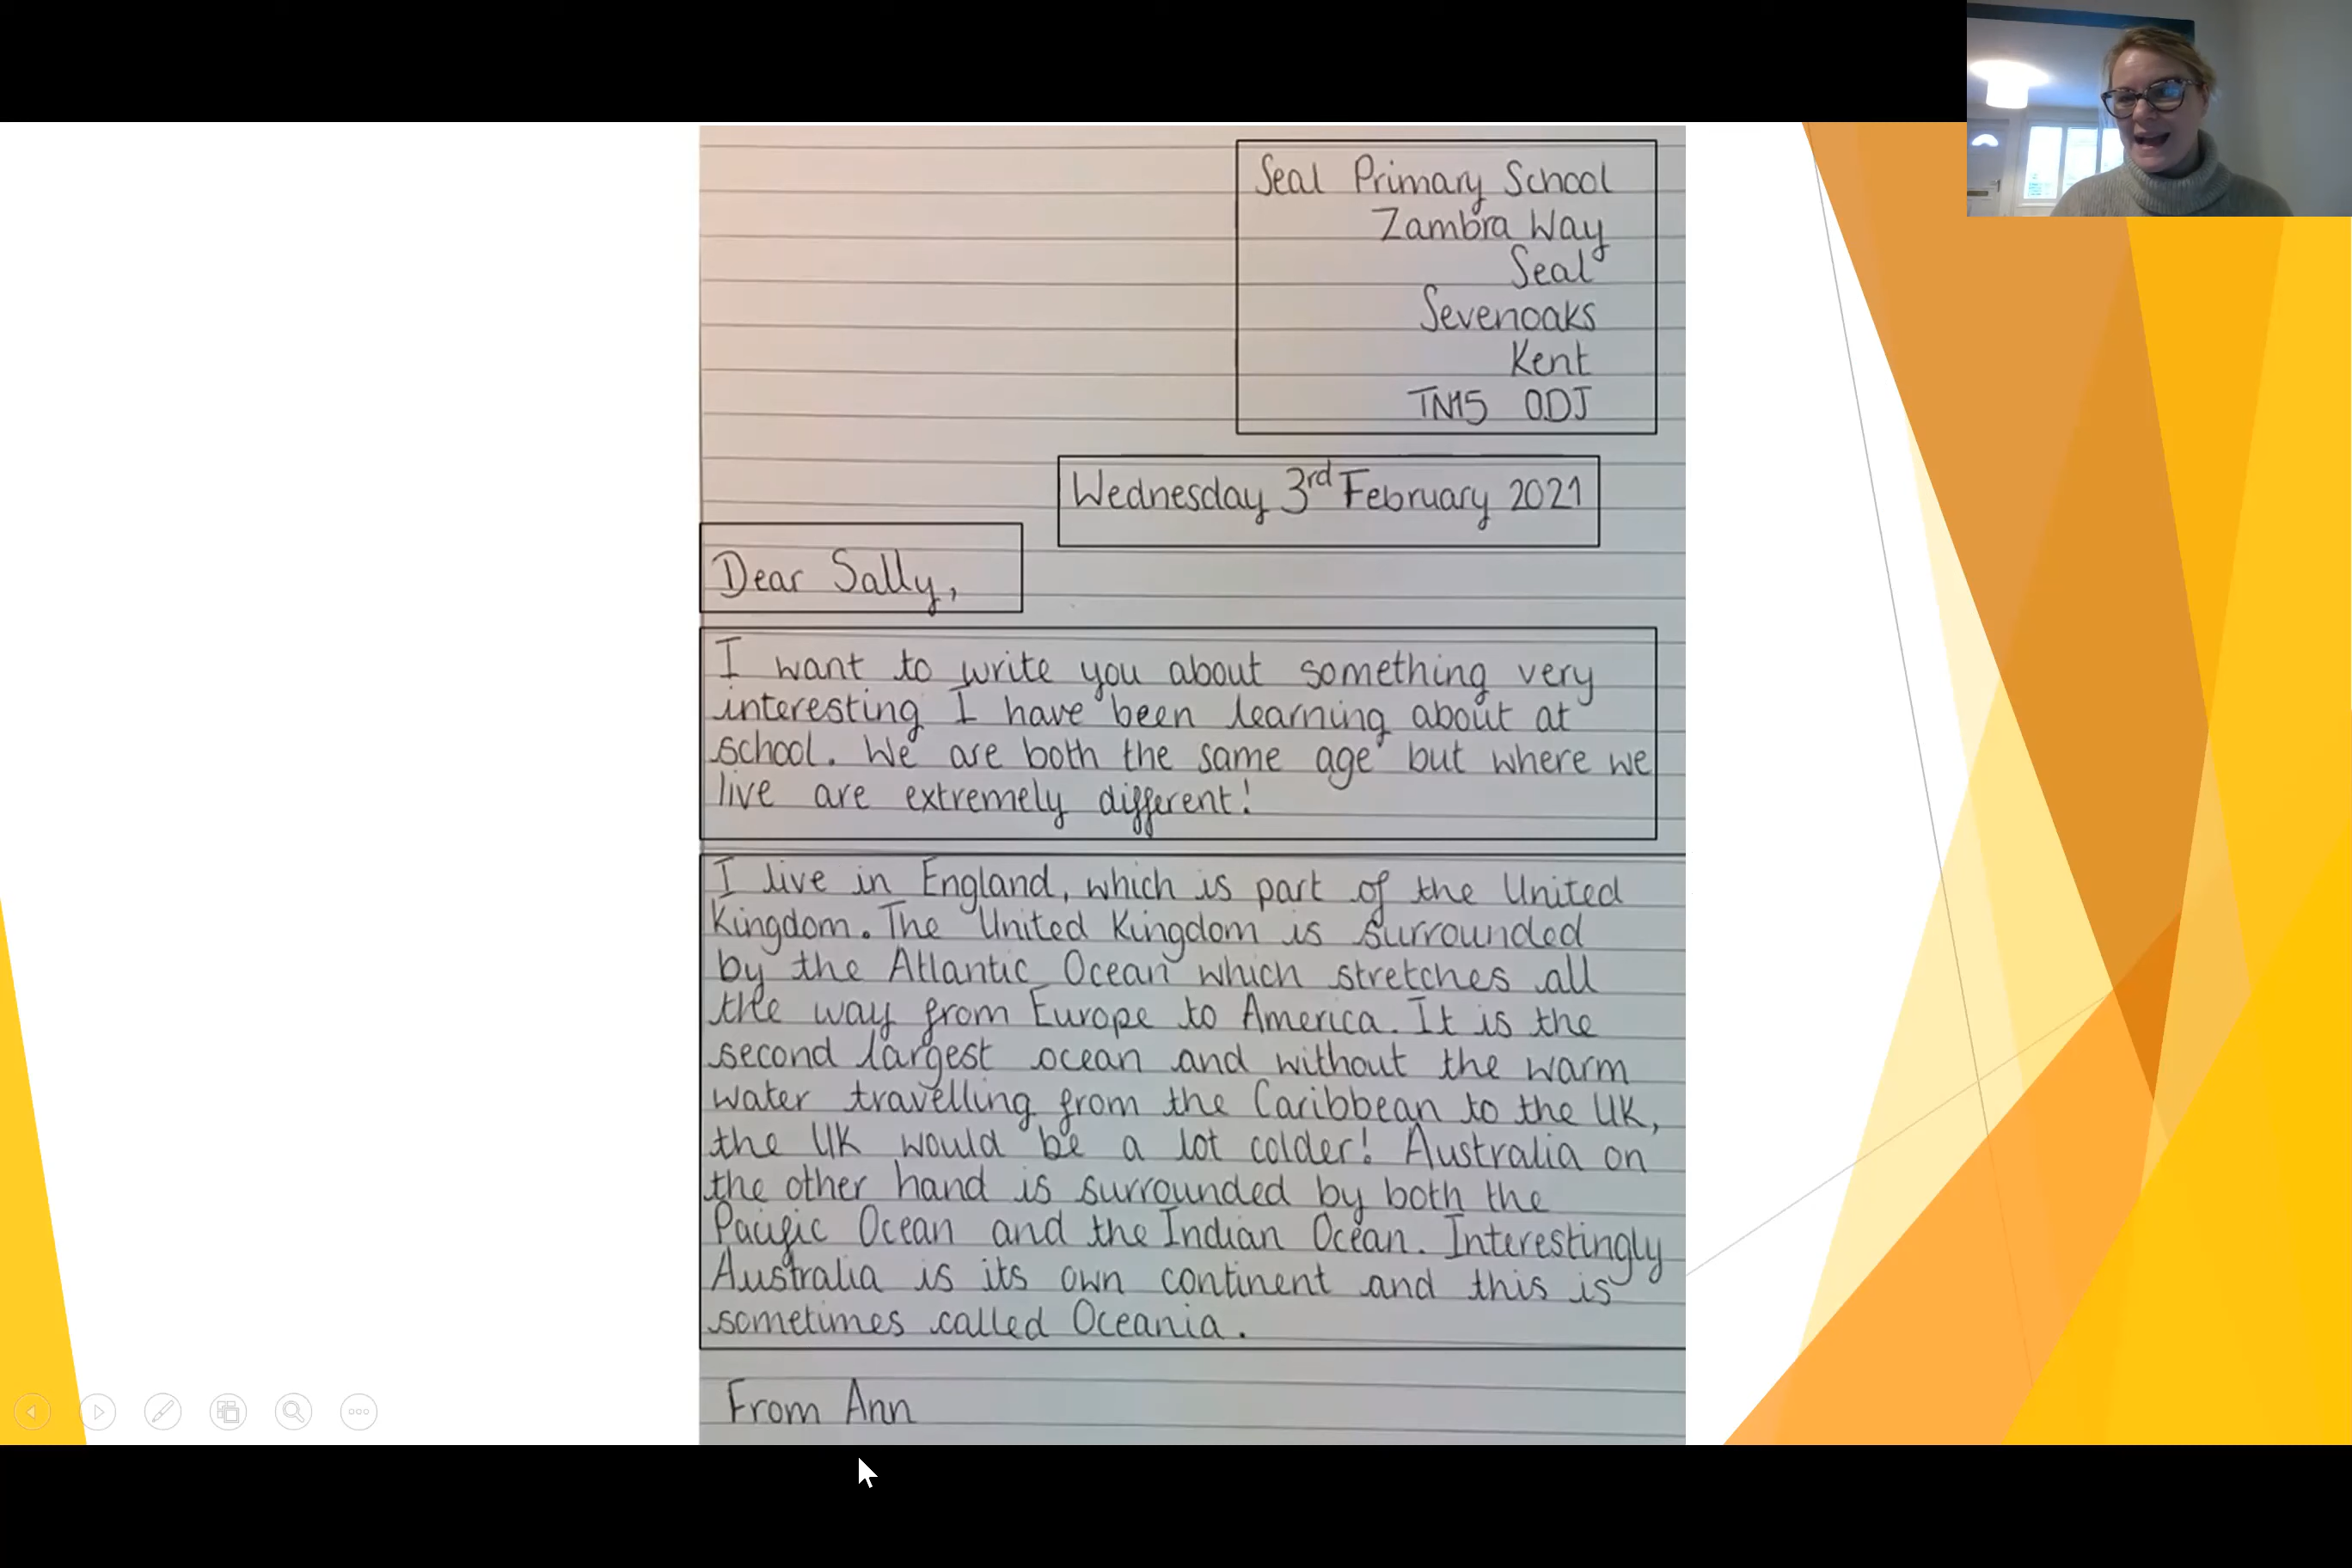 Seal Primary School
Zambra Way
Seal
Sevenoaks
Kent
TN15 0DJ
Wednesday 3rd February 2021
Dear Sally,
I want to write you about something very
interesting I have been learning about at
school. We are both the same age but where we
live are extremely different!
I live in England, which is part of the United
Kingdom. The United Kingdom is surrounded
by the Atlantic Ocean which stretches all
the way from Europe to America. It is the
second largest ocean and without the warm
water travelling from the Caribbean to the UK,
the UK would be a lot colder! Australia on
the other hand is surrounded by both the
Pacific Ocean and the Indian Ocean. Interestingly
Australia is its own continent and this is
sometimes called Oceania.
From Ann